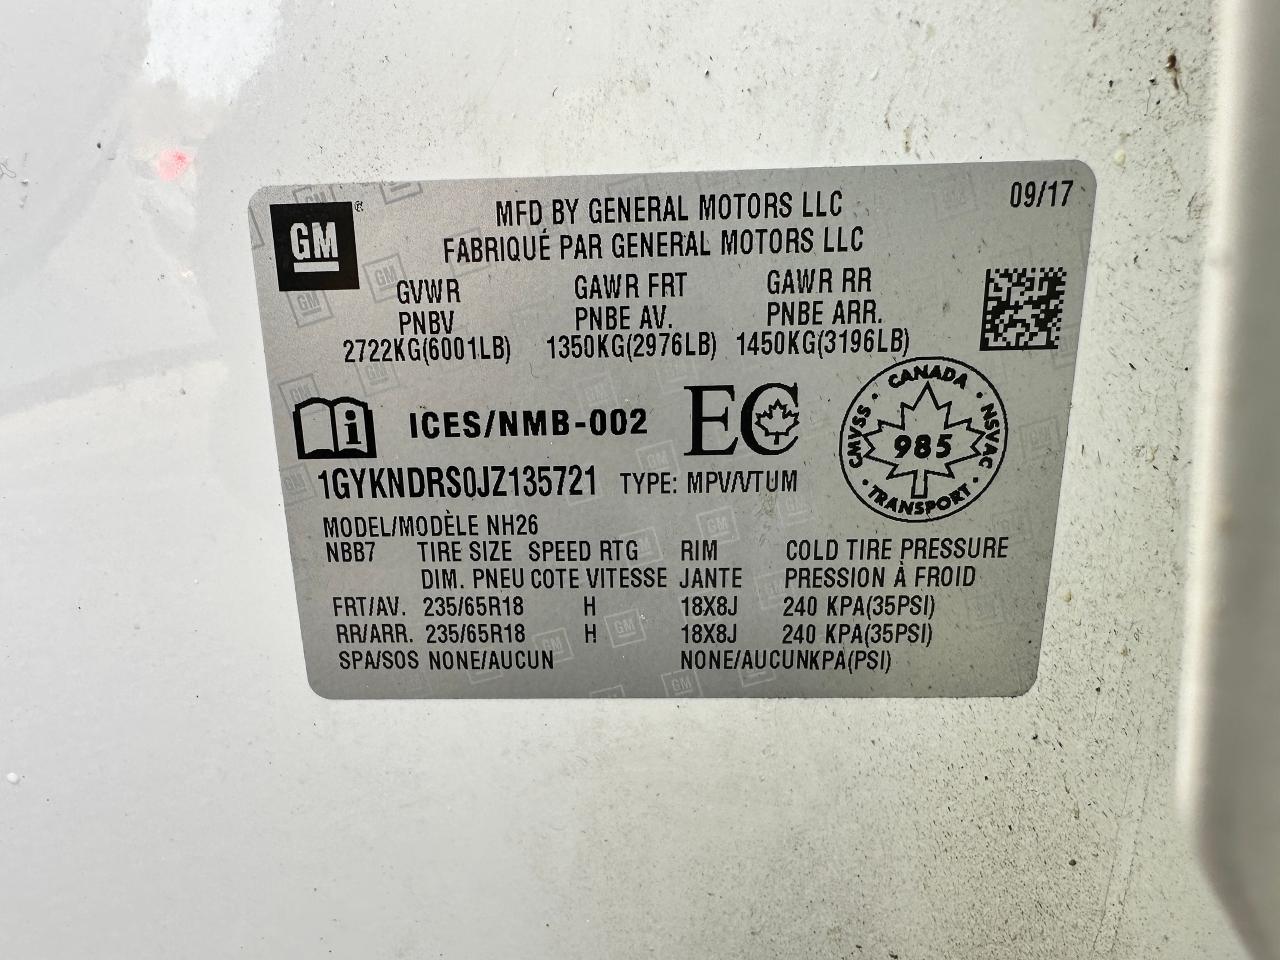 GM
®
MFD BY GENERAL MOTORS LLC
FABRIQUÉ PAR GENERAL MOTORS LLC
09/17
GVWR GAWR FRT GAWR RR
PNBV PNBE AV. PNBE ARR.
2722KG(6001LB) 1350KG(2976LB) 1450KG(3196LB)
i ICES/NMB-002 EC
CANADA
CMVSS 985 NSVAC
TRANSPORT
1GYKNDRS0JZ135721 TYPE: MPV/VTUM
MODEL/MODÈLE NH26
NBB7 TIRE SIZE SPEED RTG RIM COLD TIRE PRESSURE
DIM. PNEU COTE VITESSE JANTE PRESSION À FROID
FRT/AV. 235/65R18 H 18X8J 240 KPA(35PSI)
RR/ARR. 235/65R18 H 18X8J 240 KPA(35PSI)
SPA/SOS NONE/AUCUN NONE/AUCUNKPA(PSI)